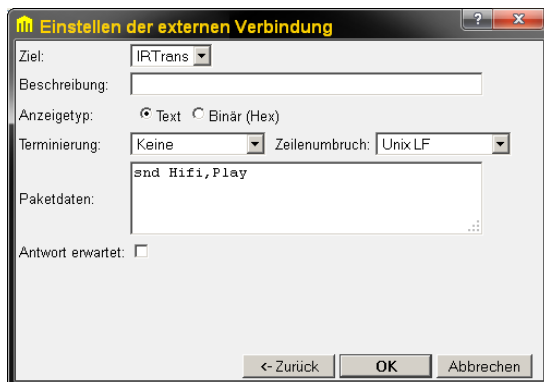 Einstellen der externen Verbindung
? X
Ziel: IRTrans
Beschreibung:
Anzeigetyp: Text Binär (Hex)
Terminierung: Keine Zeilenumbruch: Unix LF
snd Hifi,Play
Paketdaten:
Antwort erwartet:
<- Zurück OK Abbrechen